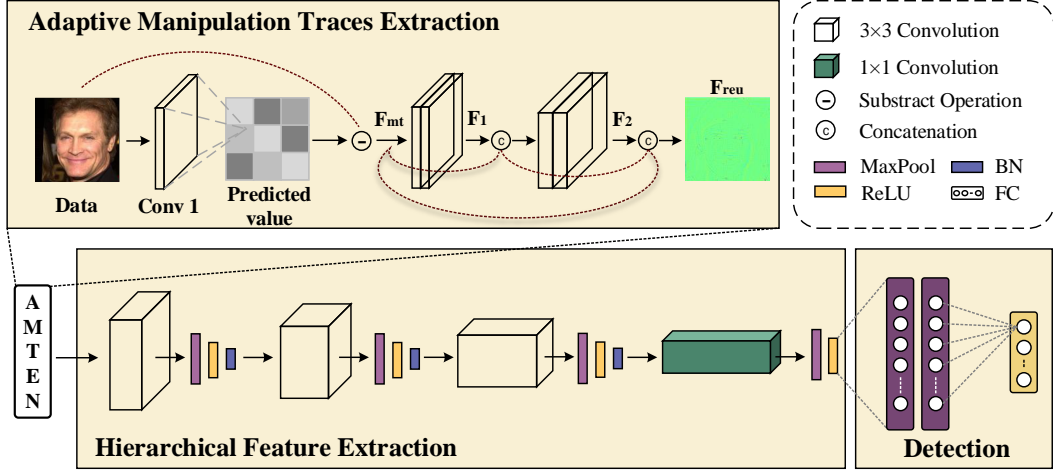 Adaptive Manipulation Traces Extraction
Data
Conv 1
Predicted
value
−
Fmt
F1
c
F2
c
Freu
3×3 Convolution
1×1 Convolution
− Substract Operation
c Concatenation
MaxPool
BN
ReLU
FC
A
M
T
E
N
Hierarchical Feature Extraction
Detection